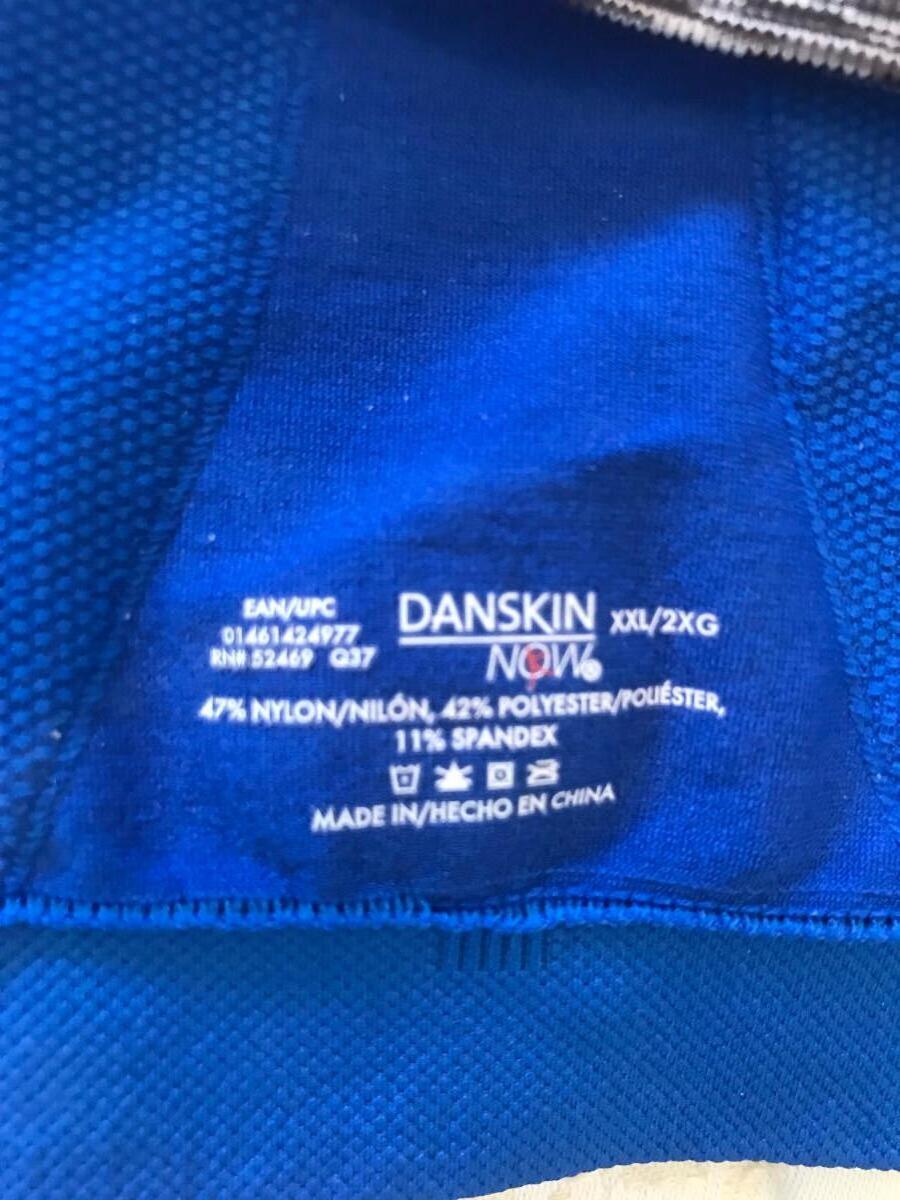 EAN/UPC
01461424977
RN# 52469 Q37
DANSKIN
NOW®
XXL/2XG
47% NYLON/NILÓN, 42% POLYESTER/POLIÉSTER,
11% SPANDEX
MADE IN/HECHO EN CHINA